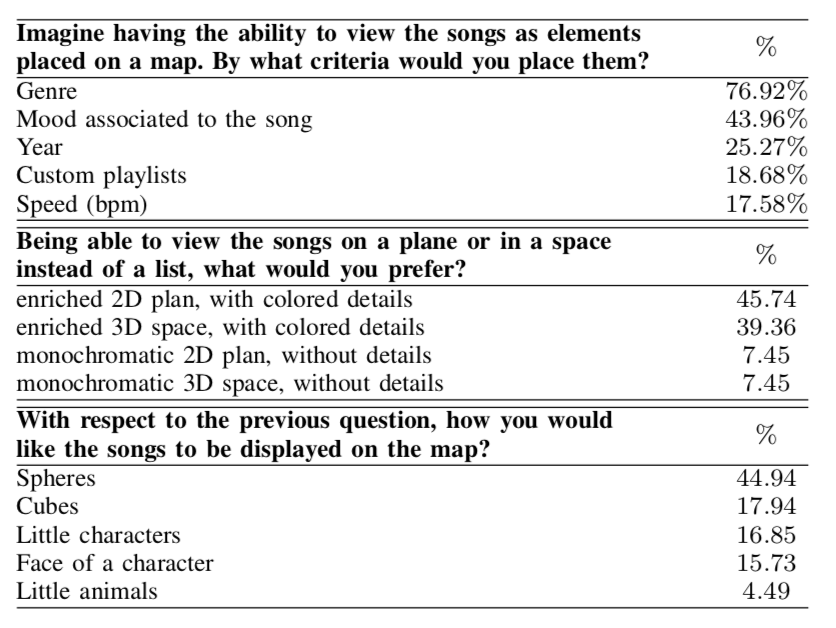 Imagine having the ability to view the songs as elements
placed on a map. By what criteria would you place them? %
Genre 76.92%
Mood associated to the song 43.96%
Year 25.27%
Custom playlists 18.68%
Speed (bpm) 17.58%
Being able to view the songs on a plane or in a space
instead of a list, what would you prefer? %
enriched 2D plan, with colored details 45.74
enriched 3D space, with colored details 39.36
monochromatic 2D plan, without details 7.45
monochromatic 3D space, without details 7.45
With respect to the previous question, how you would
like the songs to be displayed on the map? %
Spheres 44.94
Cubes 17.94
Little characters 16.85
Face of a character 15.73
Little animals 4.49